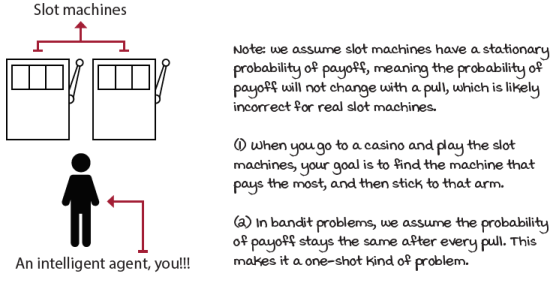 Slot machines
An intelligent agent, you!!!
Note: we assume slot machines have a stationary
probability of payoff, meaning the probability of
payoff will not change with a pull, which is likely
incorrect for real slot machines.
(1) When you go to a casino and play the slot
machines, your goal is to find the machine that
pays the most, and then stick to that arm.
(2) In bandit problems, we assume the probability
of payoff stays the same after every pull. This
makes it a one-shot kind of problem.